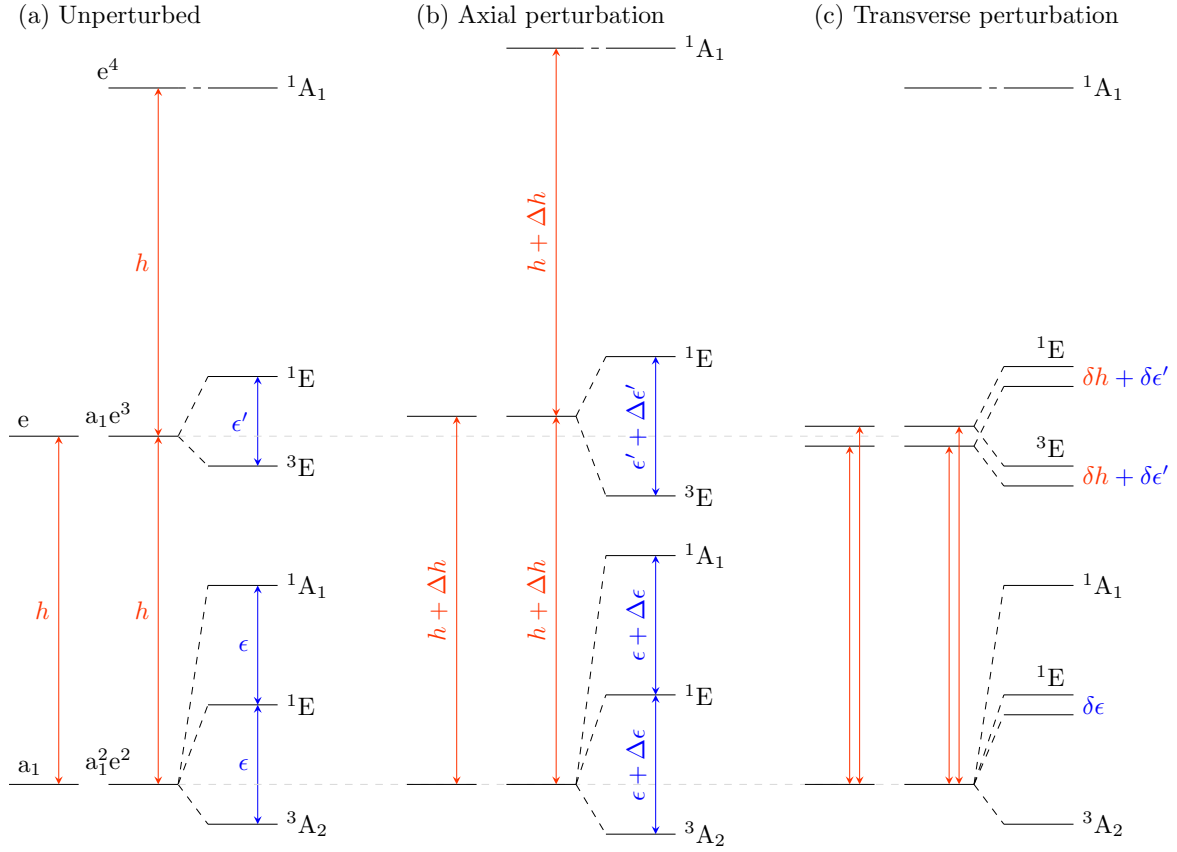 (a) Unperturbed
e⁴
¹A₁
h
¹E
a₁e³
e
ϵ′
³E
¹A₁
h
h
ϵ
¹E
a₁
a₁²e²
ϵ
³A₂
(b) Axial perturbation
¹A₁
h + Δh
¹E
ϵ′ + Δϵ′
³E
¹A₁
h + Δh
h + Δh
ϵ + Δϵ
¹E
ϵ + Δϵ
³A₂
(c) Transverse perturbation
¹A₁
¹E
δh + δϵ′
³E
δh + δϵ′
¹A₁
¹E
δϵ
³A₂